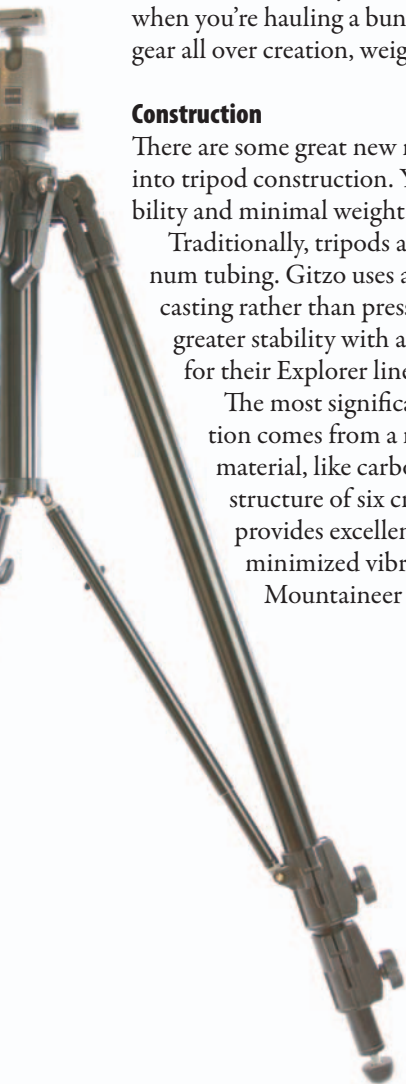 when you're hauling a bun
gear all over creation, weig
Construction
There are some great new
into tripod construction. Y
bility and minimal weight
Traditionally, tripods a
num tubing. Gitzo uses a
casting rather than press
greater stability with a
for their Explorer line
The most significa
tion comes from a
material, like carbo
structure of six cr
provides excellen
minimized vibr
Mountaineer